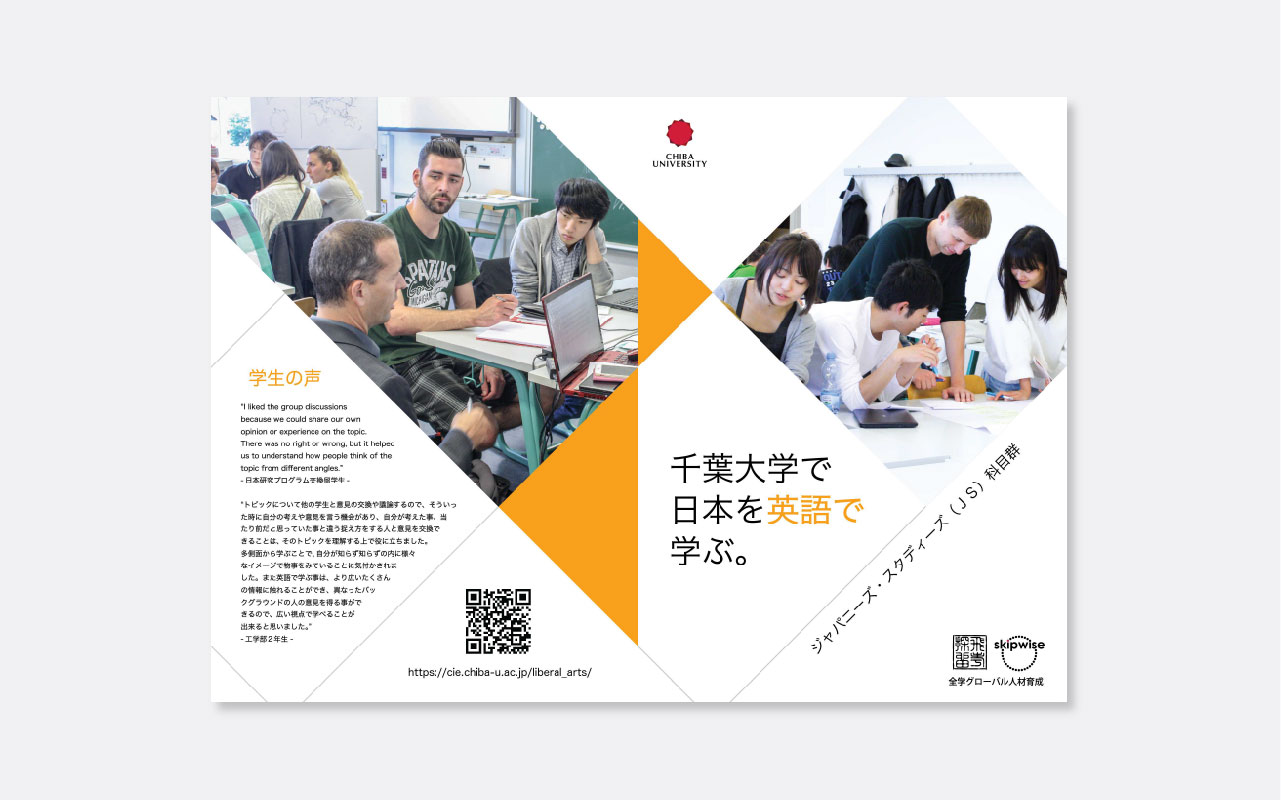 学生の声
"I liked the group discussions
because we could share our own
opinion or experience on the topic.
There was no right or wrong, but it helped
us to understand how people think of the
topic from different angles."
- 日本研究プログラム交換留学生 -
"トピックについて他の学生と意見の交換や議論するので、そういっ
た時に自分の考えや意見を言う機会があり、自分が考えた事、当
たり前だと思っていた事と違う捉え方をする人と意見を交換で
きることは、そのトピックを理解する上で役に立ちました。
多側面から学ぶことで、自分が知らず知らずの内に様々
なイメージで物事をみていることに気付かされま
した。また英語で学ぶ事は、より広いたくさん
の情報に触れることができ、異なったバッ
クグラウンドの人の意見を得る事がで
きるので、広い視点で学べることが
出来ると思いました。"
- 工学部２年生 -
https://cie.chiba-u.ac.jp/liberal_arts/
CHIBA
UNIVERSITY
千葉大学で
日本を英語で
学ぶ。
ジャパニーズ・スタディーズ（ＪＳ）科目群
skipwise
全学グローバル人材育成
SPARTANS
MICHIGAN